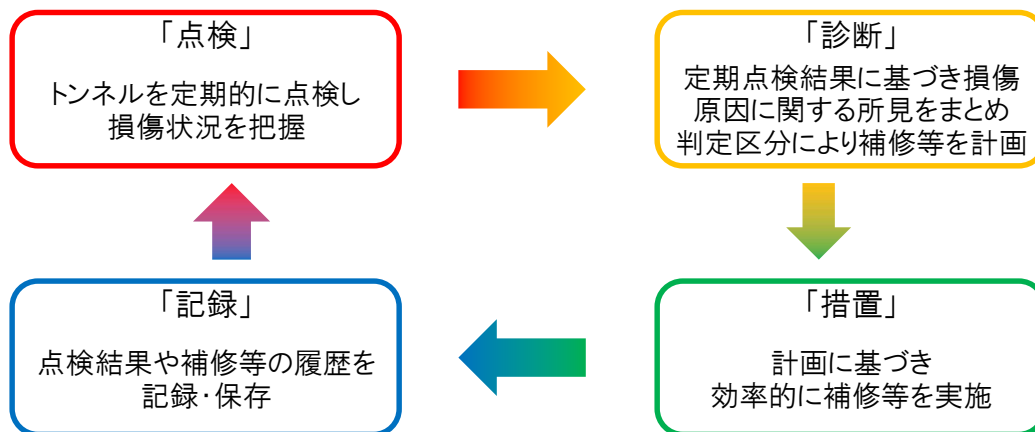 「点検」
トンネルを定期的に点検し
損傷状況を把握
「診断」
定期点検結果に基づき損傷
原因に関する所見をまとめ
判定区分により補修等を計画
「記録」
点検結果や補修等の履歴を
記録・保存
「措置」
計画に基づき
効率的に補修等を実施